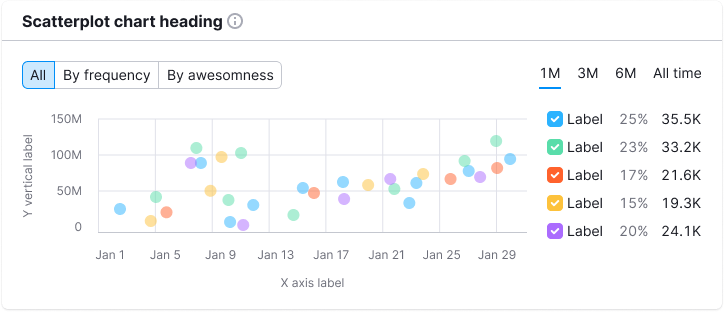 Scatterplot chart heading
All By frequency By awesomness
1M 3M 6M All time
Y vertical label
150M
100M
50M
0
Jan 1 Jan 5 Jan 9 Jan 13 Jan 17 Jan 21 Jan 25 Jan 29
X axis label
Label 25% 35.5K
Label 23% 33.2K
Label 17% 21.6K
Label 15% 19.3K
Label 20% 24.1K